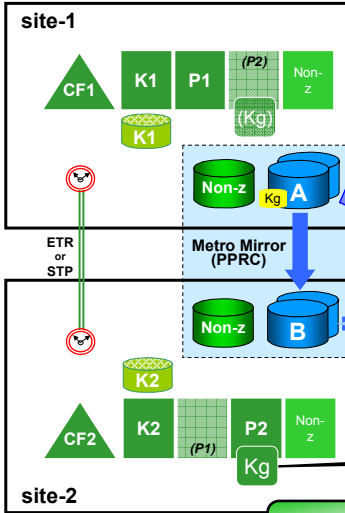 site-1
CF1
K1
P1
(P2)
Non-
z
(Kg)
K1
Non-z
Kg
A
ETR
or
STP
Metro Mirror
(PPRC)
Non-z
B
K2
CF2
K2
(P1)
P2
Non-
z
Kg
site-2